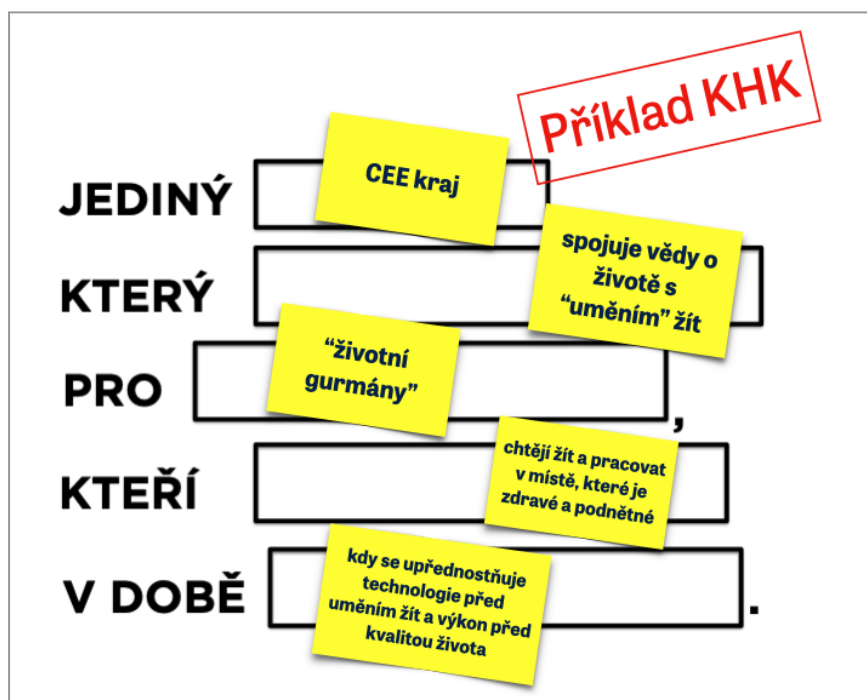 Příklad KHK
JEDINÝ
CEE kraj
KTERÝ
spojuje vědy o
životě s
“uměním” žít
PRO
“životní
gurmány”
,
KTEŘÍ
chtějí žít a pracovat
v místě, které je
zdravé a podnětné
V DOBĚ
kdy se upřednostňuje
technologie před
uměním žít a výkon před
kvalitou života
.